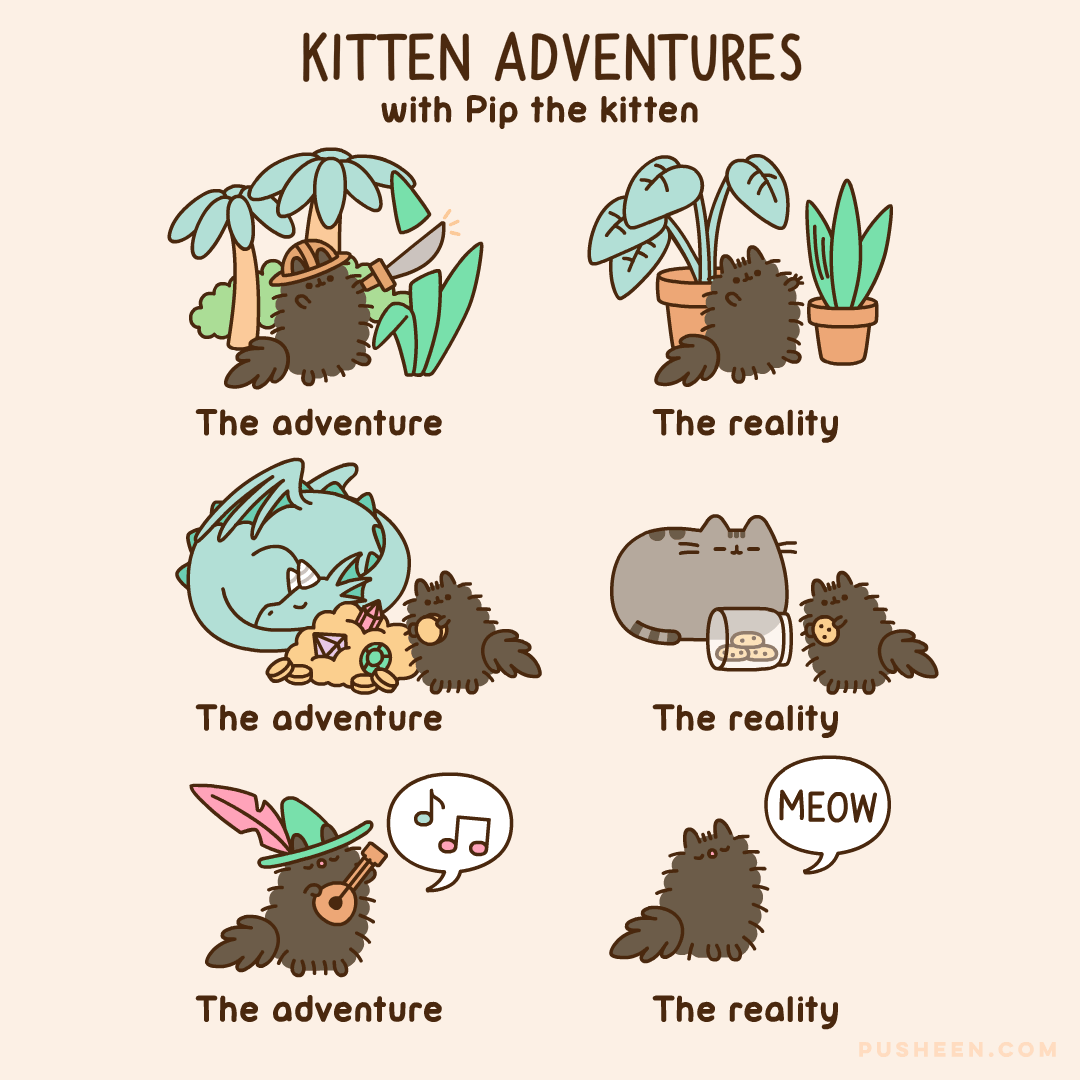 KITTEN ADVENTURES
with Pip the kitten
The adventure
The reality
The adventure
The reality
MEOW
The adventure
The reality
PUSHEEN.COM